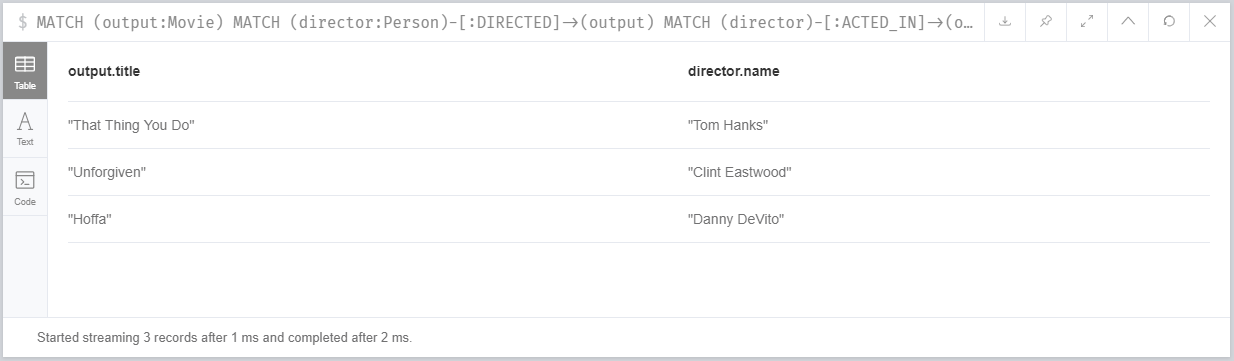 $ MATCH (output:Movie) MATCH (director:Person)-[:DIRECTED]->(output) MATCH (director)-[:ACTED_IN]->(o…
Table
Text
Code
output.title director.name
"That Thing You Do" "Tom Hanks"
"Unforgiven" "Clint Eastwood"
"Hoffa" "Danny DeVito"
Started streaming 3 records after 1 ms and completed after 2 ms.